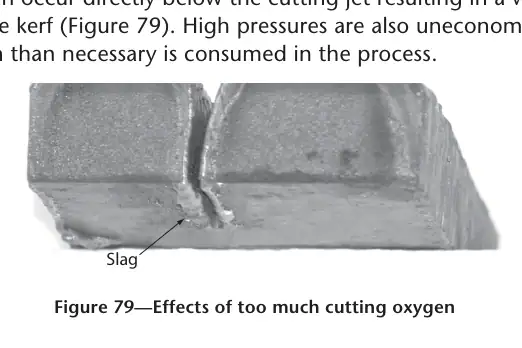 occur directly below the cutting jet resulting in a
e kerf (Figure 79). High pressures are also uneconom
than necessary is consumed in the process.
Slag
Figure 79—Effects of too much cutting oxygen